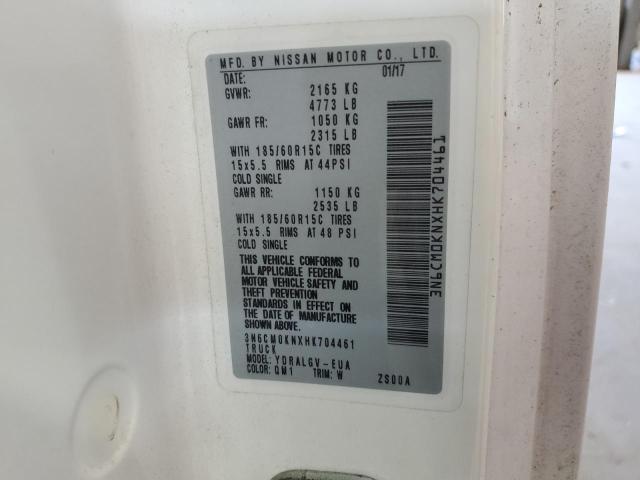 MFD. BY NISSAN MOTOR CO., LTD.
DATE: 01/17
GVWR: 2165 KG
4773 LB
GAWR FR: 1050 KG
2315 LB
WITH 185/60R15C TIRES
15x5.5 RIMS AT 44PSI
COLD SINGLE
GAWR RR: 1150 KG
2535 LB
WITH 185/60R15C TIRES
15x5.5 RIMS AT 48 PSI
COLD SINGLE
THIS VEHICLE CONFORMS TO
ALL APPLICABLE FEDERAL
MOTOR VEHICLE SAFETY AND
THEFT PREVENTION
STANDARDS IN EFFECT ON
THE DATE OF MANUFACTURE
SHOWN ABOVE.
3N6CM0KNXHK704461
TRUCK
MODEL: YDRALGV-EUA
COLOR: QM1 TRIM: W ZS00A
3N6CM0KNXHK704461